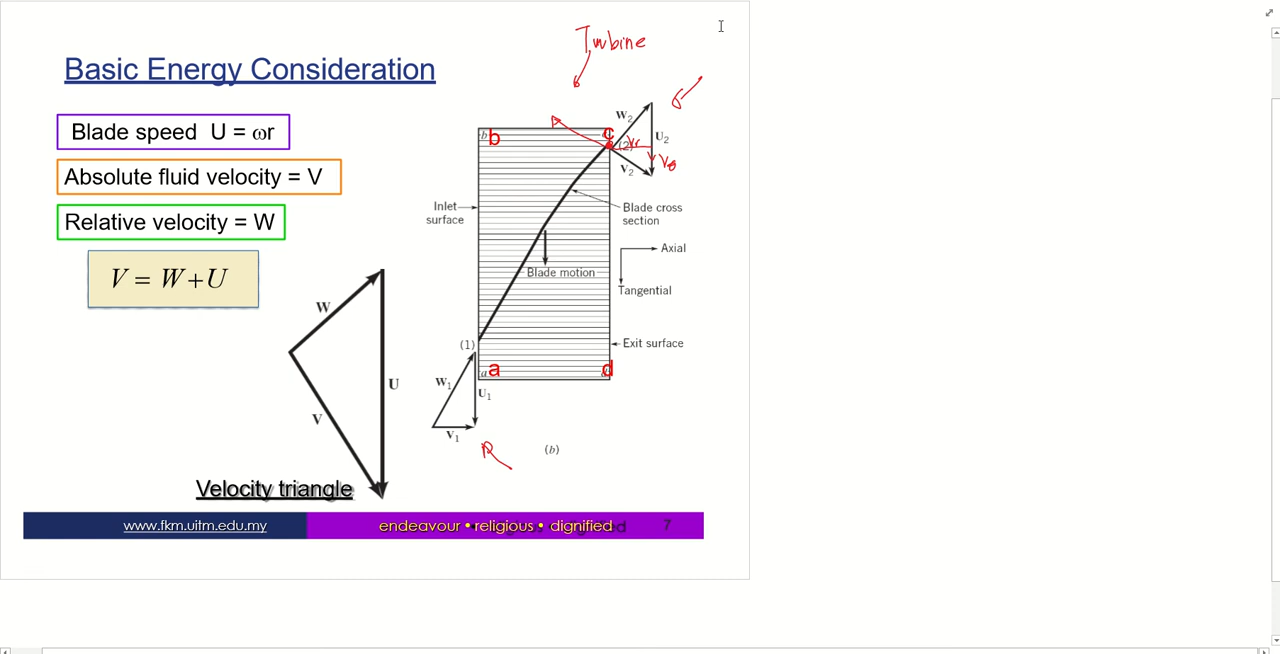 Turbine
Basic Energy Consideration
Blade speed U = ωr
Absolute fluid velocity = V
Relative velocity = W
V = W + U
W
U
V
Velocity triangle
b
b
c
W₂
(2)
U₂
V₂
Vθ
Inlet
surface
Blade cross
section
Axial
Blade motion
Tangential
(1)
Exit surface
a
a
d
W₁
U₁
V₁
(b)
www.fkm.uitm.edu.my
endeavour • religious • dignified
7